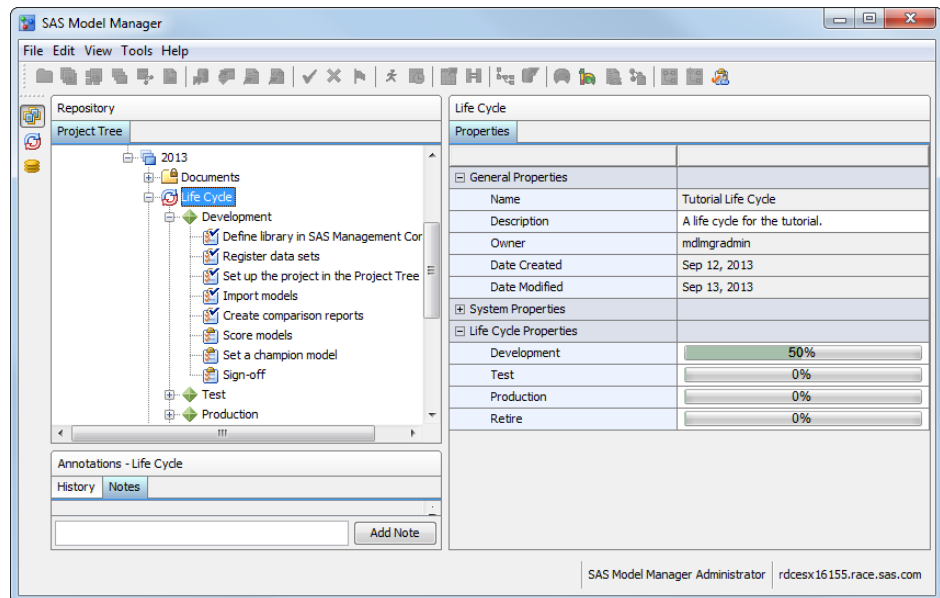 SAS Model Manager
File Edit View Tools Help
Repository
Project Tree
2013
Documents
Life Cycle
Development
Define library in SAS Management Cor
Register data sets
Set up the project in the Project Tree
Import models
Create comparison reports
Score models
Set a champion model
Sign-off
Test
Production
Annotations - Life Cycle
History Notes
Add Note
Life Cycle
Properties
General Properties
Name Tutorial Life Cycle
Description A life cycle for the tutorial.
Owner mdlmgradmin
Date Created Sep 12, 2013
Date Modified Sep 13, 2013
System Properties
Life Cycle Properties
Development 50%
Test 0%
Production 0%
Retire 0%
SAS Model Manager Administrator rdcesx16155.race.sas.com